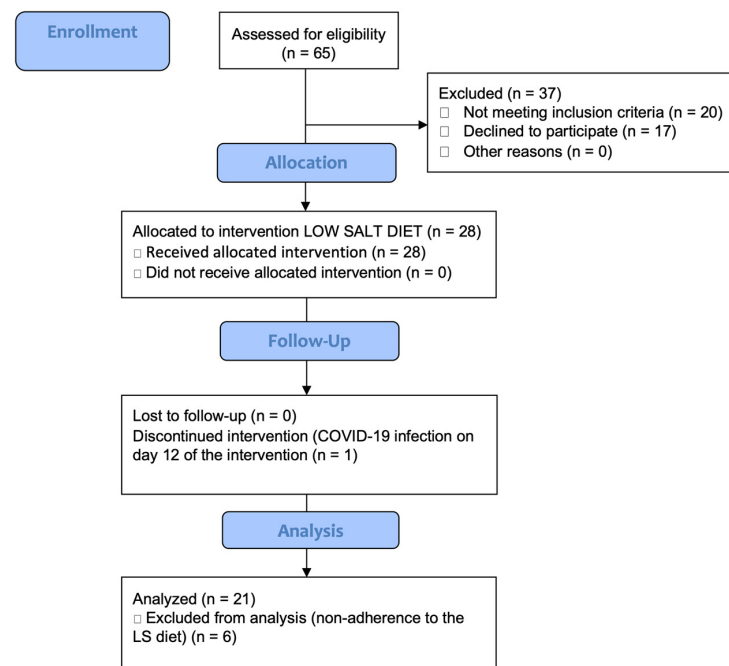 Enrollment
Assessed for eligibility
(n = 65)
Excluded (n = 37)
□ Not meeting inclusion criteria (n = 20)
□ Declined to participate (n = 17)
□ Other reasons (n = 0)
Allocation
Allocated to intervention LOW SALT DIET (n = 28)
□ Received allocated intervention (n = 28)
□ Did not receive allocated intervention (n = 0)
Follow-Up
Lost to follow-up (n = 0)
Discontinued intervention (COVID-19 infection on
day 12 of the intervention (n = 1)
Analysis
Analyzed (n = 21)
□ Excluded from analysis (non-adherence to the
LS diet) (n = 6)